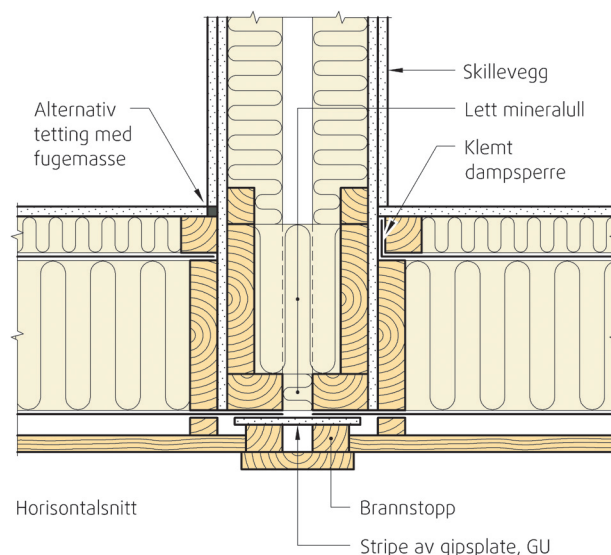 Skillevegg
Alternativ
tetting med
fugemasse
Lett mineralull
Klemt
dampsperre
Horisontalsnitt
Brannstopp
Stripe av gipsplate, GU